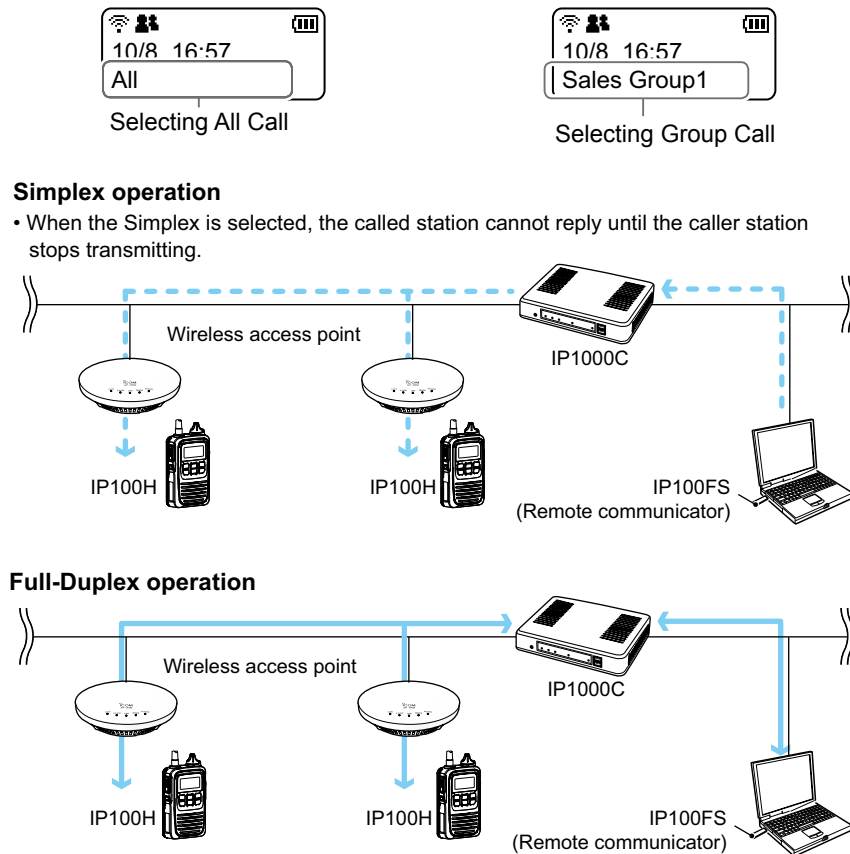 10/8 16:57
All
Selecting All Call
10/8 16:57
Sales Group1
Selecting Group Call
Simplex operation
• When the Simplex is selected, the called station cannot reply until the caller station
stops transmitting.
Wireless access point
IP1000C
IP100H
IP100H
IP100FS
(Remote communicator)
Full-Duplex operation
Wireless access point
IP1000C
IP100H
IP100H
IP100FS
(Remote communicator)